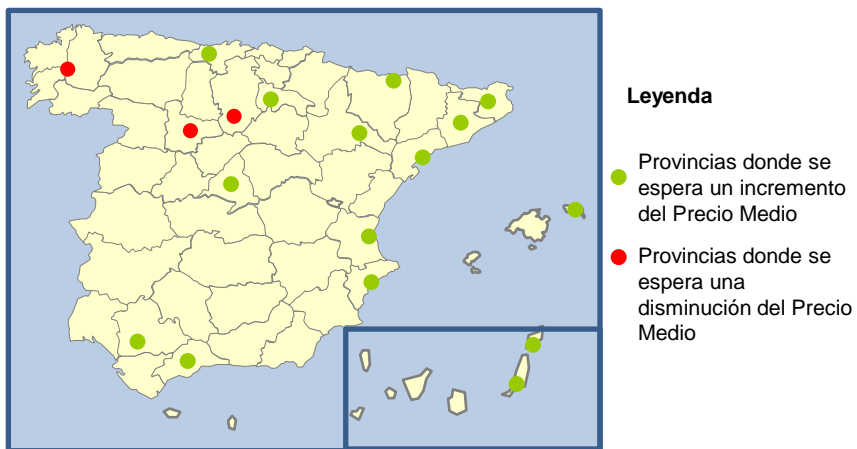 Leyenda
Provincias donde se
espera un incremento
del Precio Medio
Provincias donde se
espera una
disminución del Precio
Medio